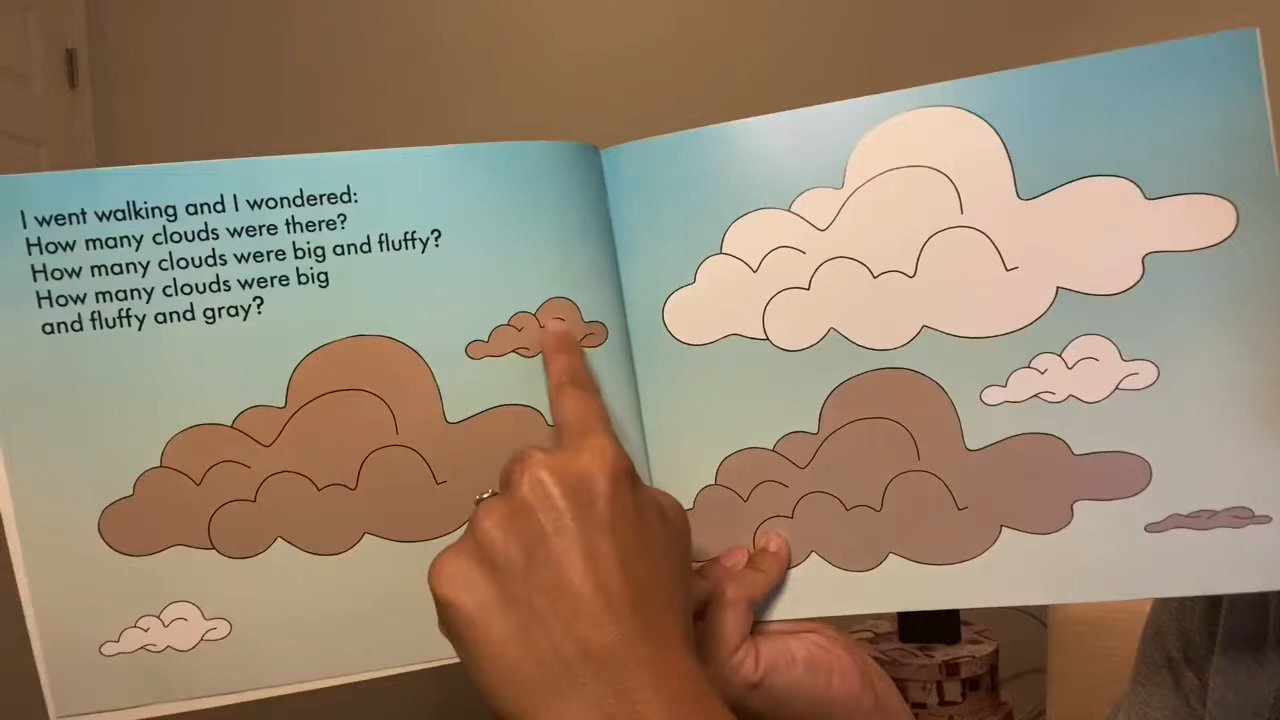 I went walking and I wondered:
How many clouds were there?
How many clouds were big and fluffy?
How many clouds were big
and fluffy and gray?